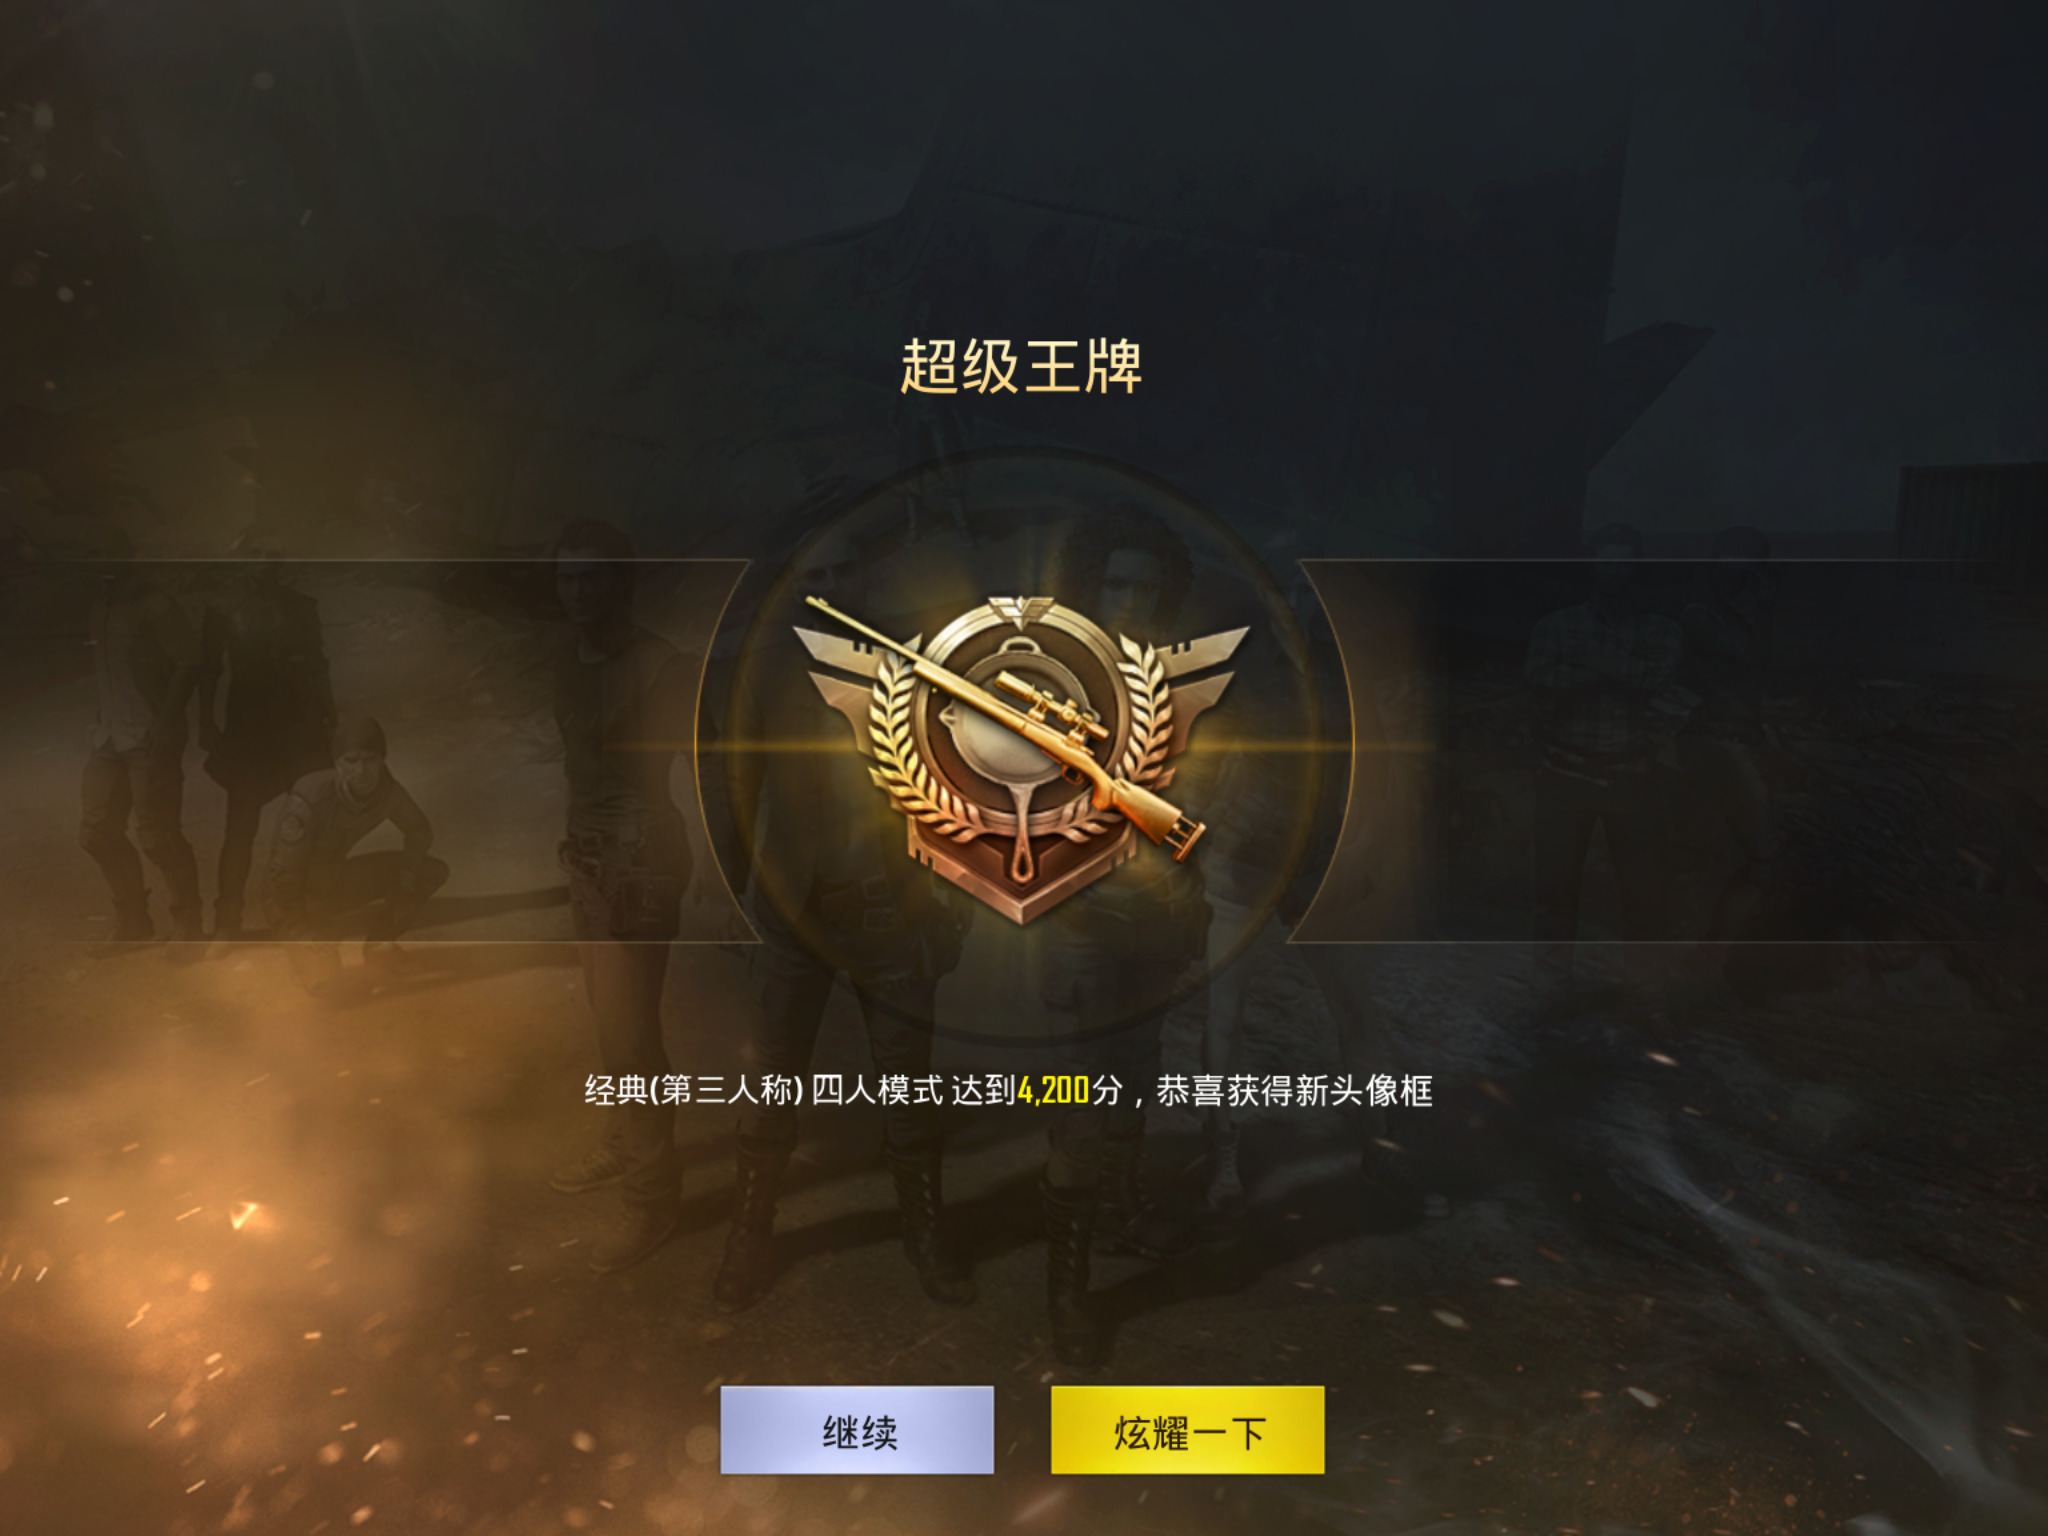 超级王牌
经典(第三人称) 四人模式 达到4,200分，恭喜获得新头像框
继续
炫耀一下